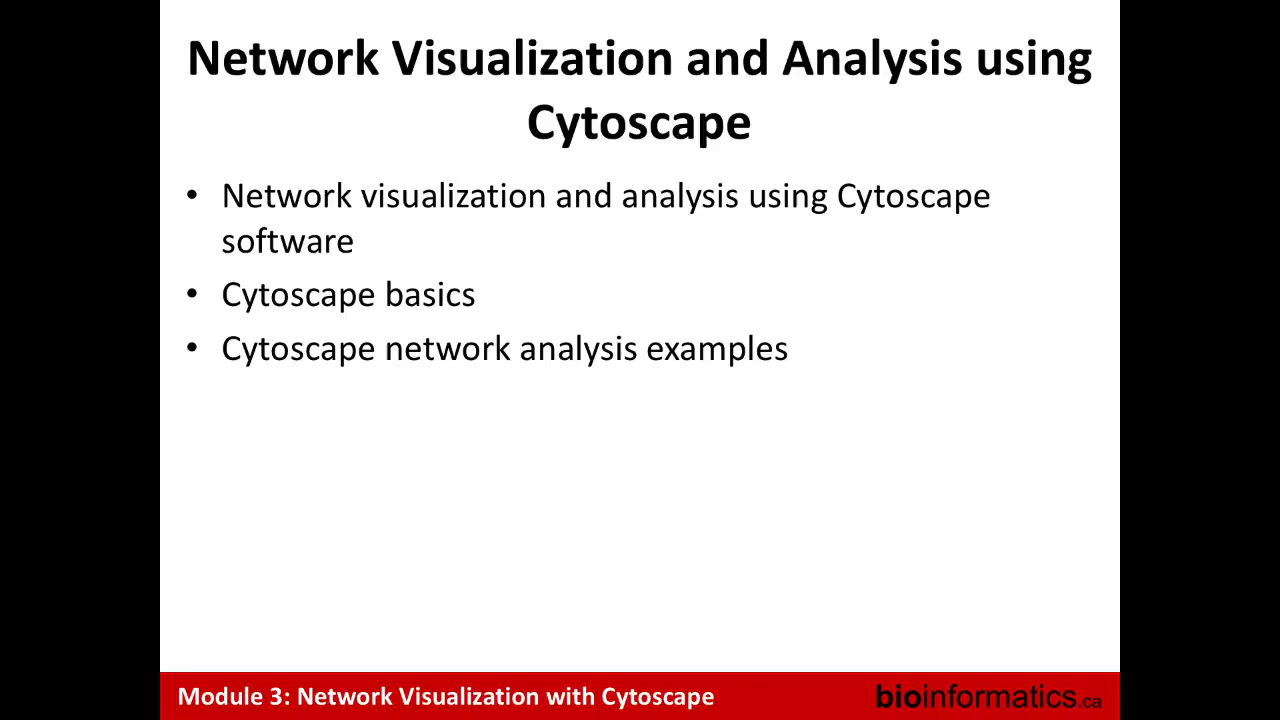 Network Visualization and Analysis using
Cytoscape
• Network visualization and analysis using Cytoscape
software
• Cytoscape basics
• Cytoscape network analysis examples
Module 3: Network Visualization with Cytoscape
bioinformatics.ca